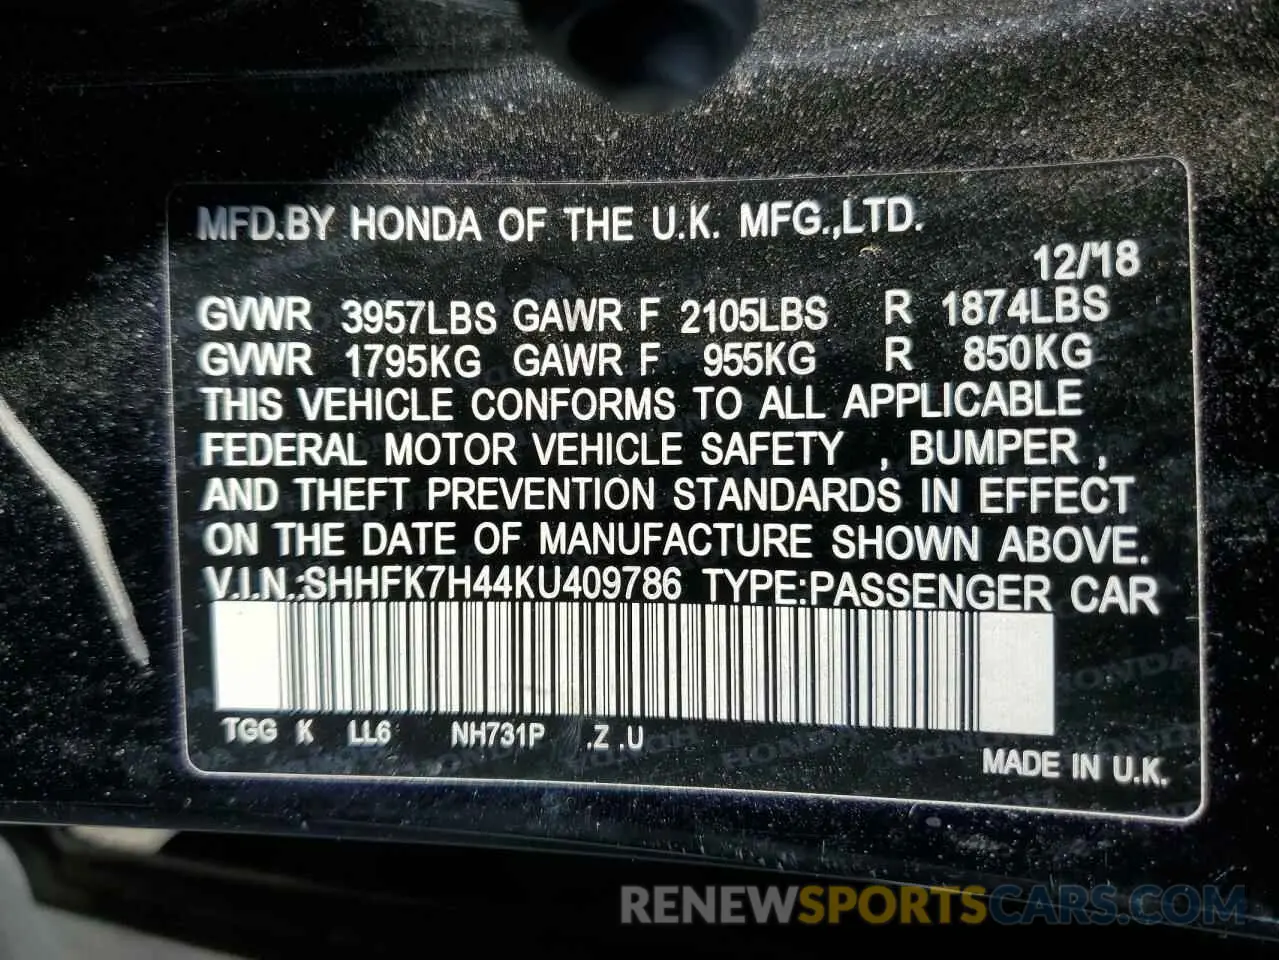 MFD.BY HONDA OF THE U.K. MFG.,LTD.
12/18
GVWR 3957LBS GAWR F 2105LBS R 1874LBS
GVWR 1795KG GAWR F 955KG R 850KG
THIS VEHICLE CONFORMS TO ALL APPLICABLE
FEDERAL MOTOR VEHICLE SAFETY , BUMPER ,
AND THEFT PREVENTION STANDARDS IN EFFECT
ON THE DATE OF MANUFACTURE SHOWN ABOVE.
V.I.N.:SHHFK7H44KU409786 TYPE:PASSENGER CAR
TGG K LL6 NH731P .Z .U
MADE IN U.K.
RENEWSPORTSCARS.COM